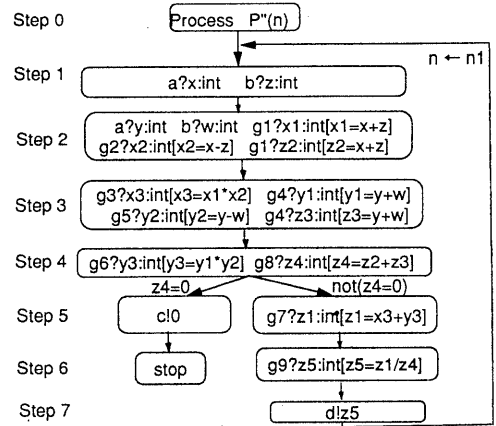 Step 0 Process P"(n)
n ← n1
Step 1 a?x:int b?z:int
Step 2 a?y:int b?w:int g1?x1:int[x1=x+z]
g2?x2:int[x2=x-z] g1?z2:int[z2=x+z]
Step 3 g3?x3:int[x3=x1*x2] g4?y1:int[y1=y+w]
g5?y2:int[y2=y-w] g4?z3:int[z3=y+w]
Step 4 g6?y3:int[y3=y1*y2] g8?z4:int[z4=z2+z3]
z4=0 not(z4=0)
Step 5 c!0 g7?z1:int[z1=x3+y3]
Step 6 stop g9?z5:int[z5=z1/z4]
Step 7 d!z5